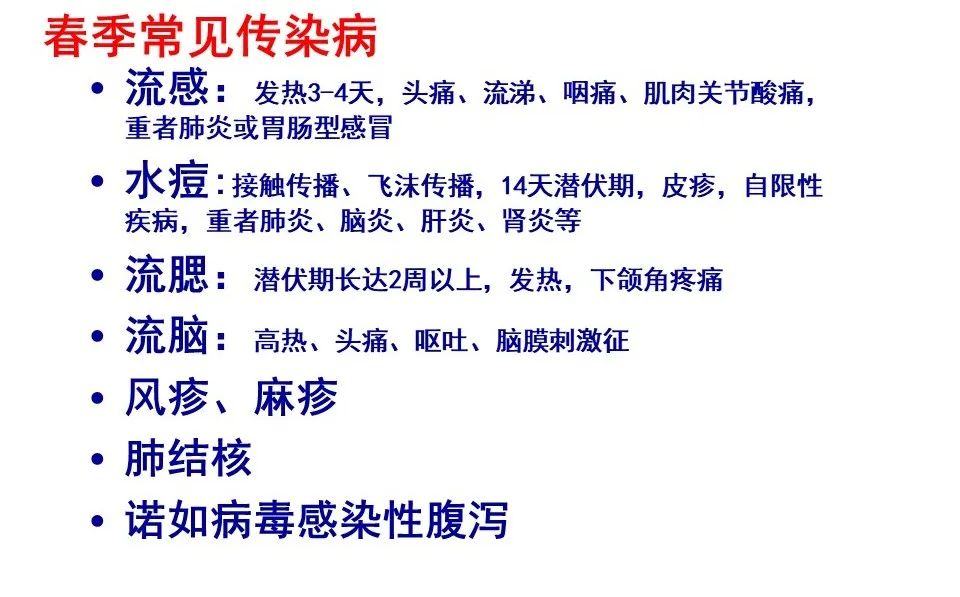 春季常见传染病
• 流感：发热3-4天，头痛、流涕、咽痛、肌肉关节酸痛，
重者肺炎或胃肠型感冒
• 水痘:接触传播、飞沫传播，14天潜伏期，皮疹，自限性
疾病，重者肺炎、脑炎、肝炎、肾炎等
• 流腮：潜伏期长达2周以上，发热，下颌角疼痛
• 流脑：高热、头痛、呕吐、脑膜刺激征
• 风疹、麻疹
• 肺结核
• 诺如病毒感染性腹泻